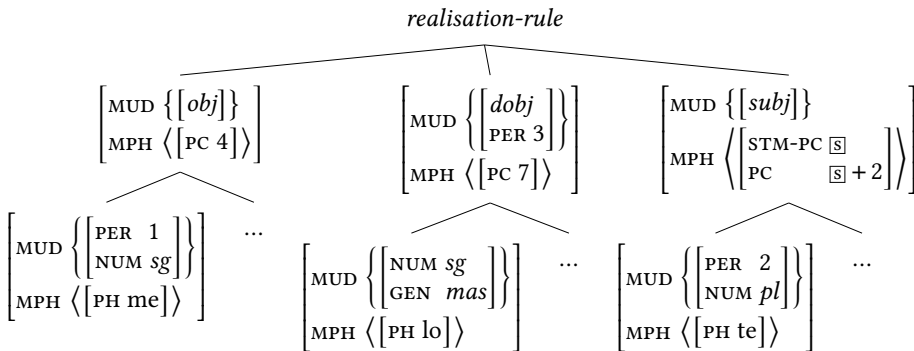 realisation-rule
[MUD {[obj]}
MPH ⟨[PC 4]⟩]
[MUD {[dobj
PER 3]}
MPH ⟨[PC 7]⟩]
[MUD {[subj]}
MPH ⟨[STM-PC [s]
PC [s] + 2]⟩]
[MUD {[PER 1
NUM sg]}
MPH ⟨[PH me]⟩]
...
[MUD {[NUM sg
GEN mas]}
MPH ⟨[PH lo]⟩]
...
[MUD {[PER 2
NUM pl]}
MPH ⟨[PH te]⟩]
...